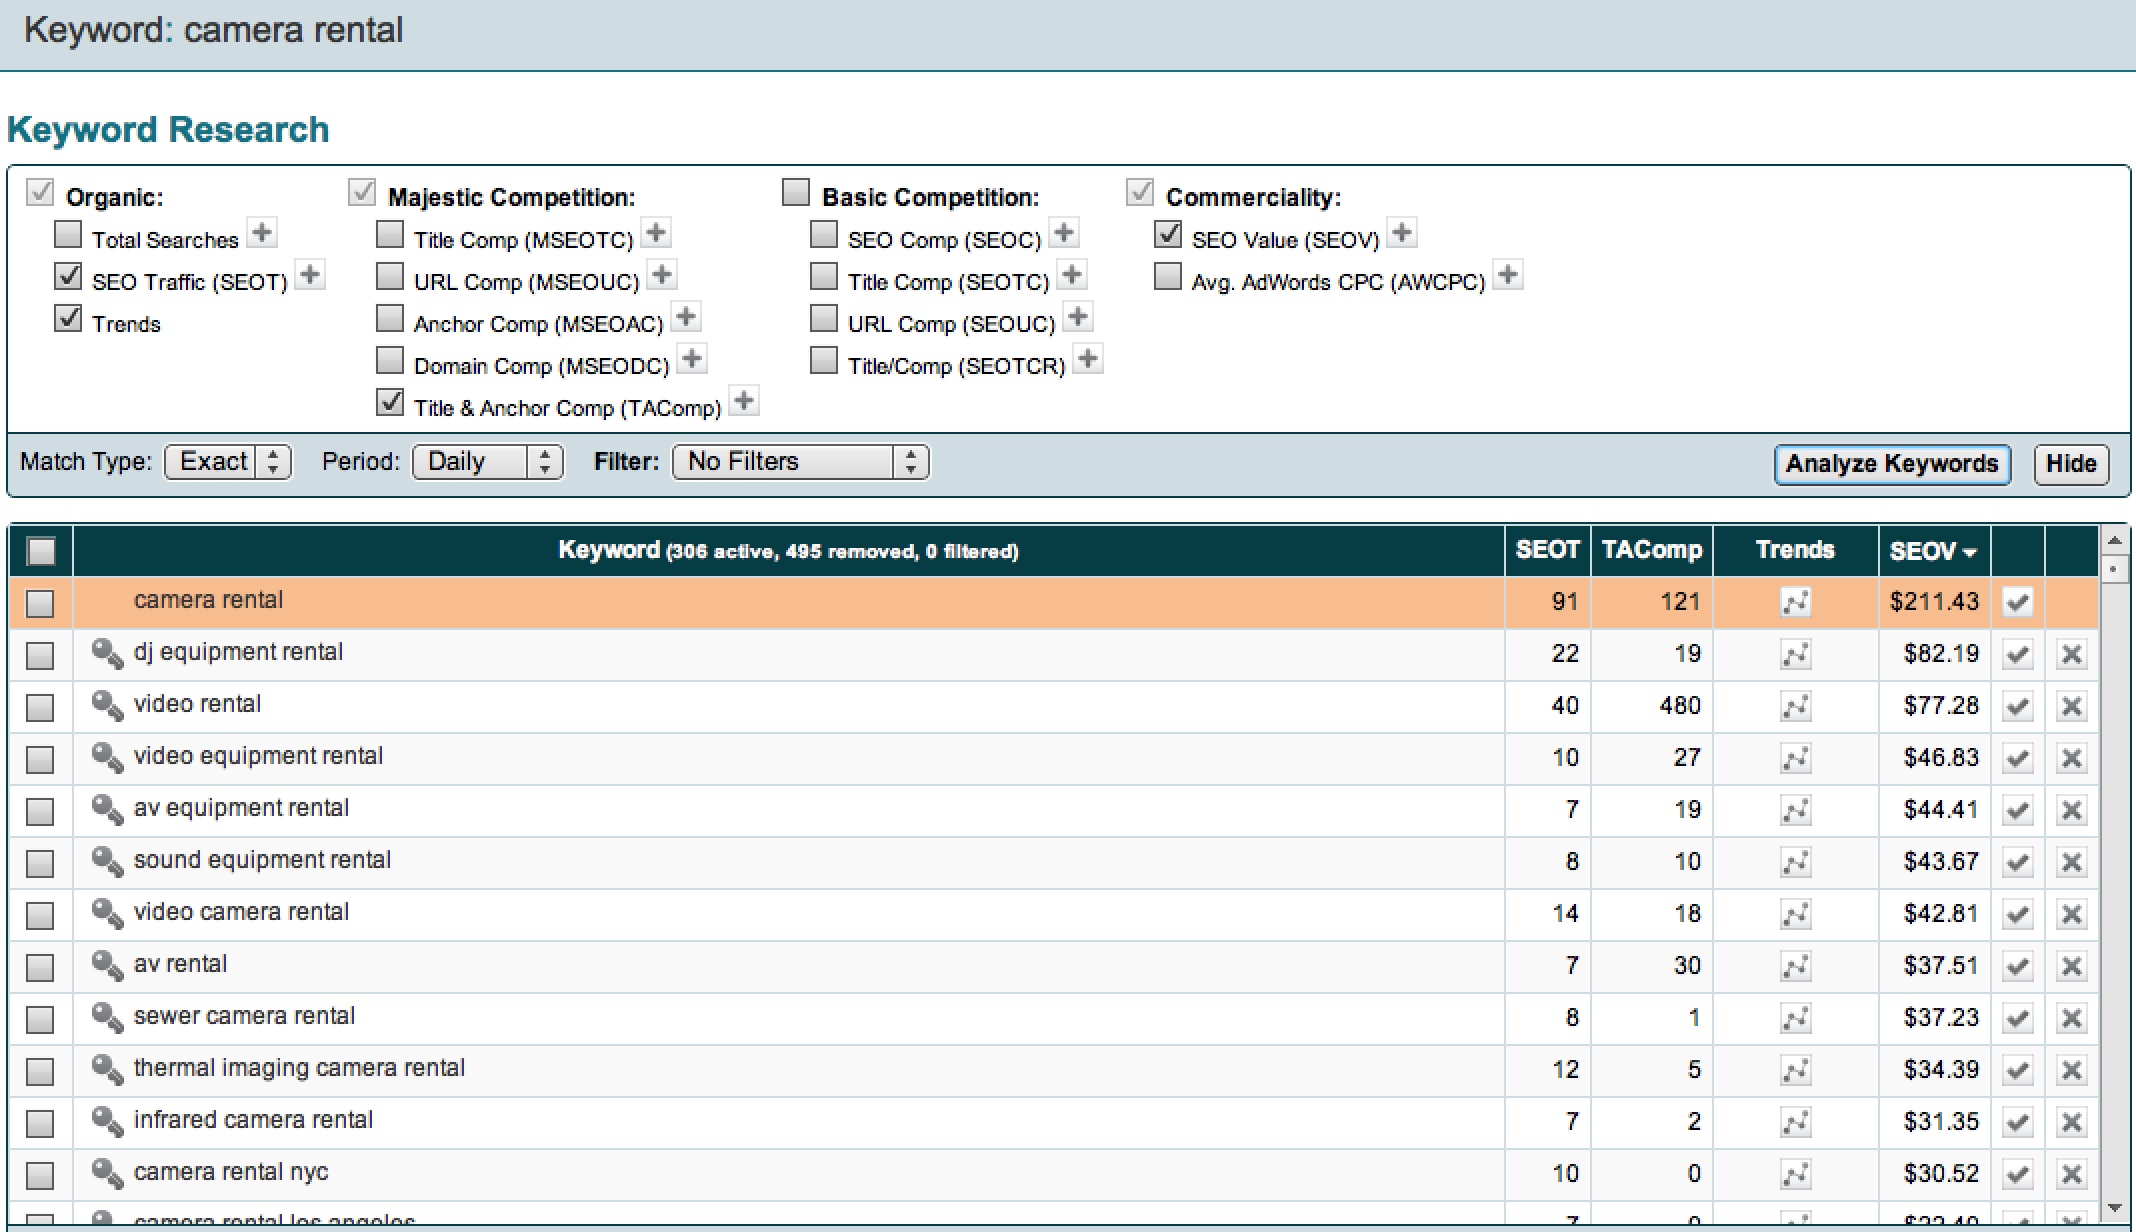 Keyword: camera rental
Keyword Research
Organic: Majestic Competition: Basic Competition: Commerciality:
Total Searches Title Comp (MSEOTC) SEO Comp (SEOC) SEO Value (SEOV)
SEO Traffic (SEOT) URL Comp (MSEOUC) Title Comp (SEOTC) Avg. AdWords CPC (AWCPC)
Trends Anchor Comp (MSEOAC) URL Comp (SEOUC)
Domain Comp (MSEODC) Title/Comp (SEOTCR)
Title & Anchor Comp (TAComp)
Match Type: Exact Period: Daily Filter: No Filters Analyze Keywords Hide
Keyword (306 active, 495 removed, 0 filtered) SEOT TAComp Trends SEOV
camera rental 91 121 $211.43
dj equipment rental 22 19 $82.19
video rental 40 480 $77.28
video equipment rental 10 27 $46.83
av equipment rental 7 19 $44.41
sound equipment rental 8 10 $43.67
video camera rental 14 18 $42.81
av rental 7 30 $37.51
sewer camera rental 8 1 $37.23
thermal imaging camera rental 12 5 $34.39
infrared camera rental 7 2 $31.35
camera rental nyc 10 0 $30.52
camera rental los angeles